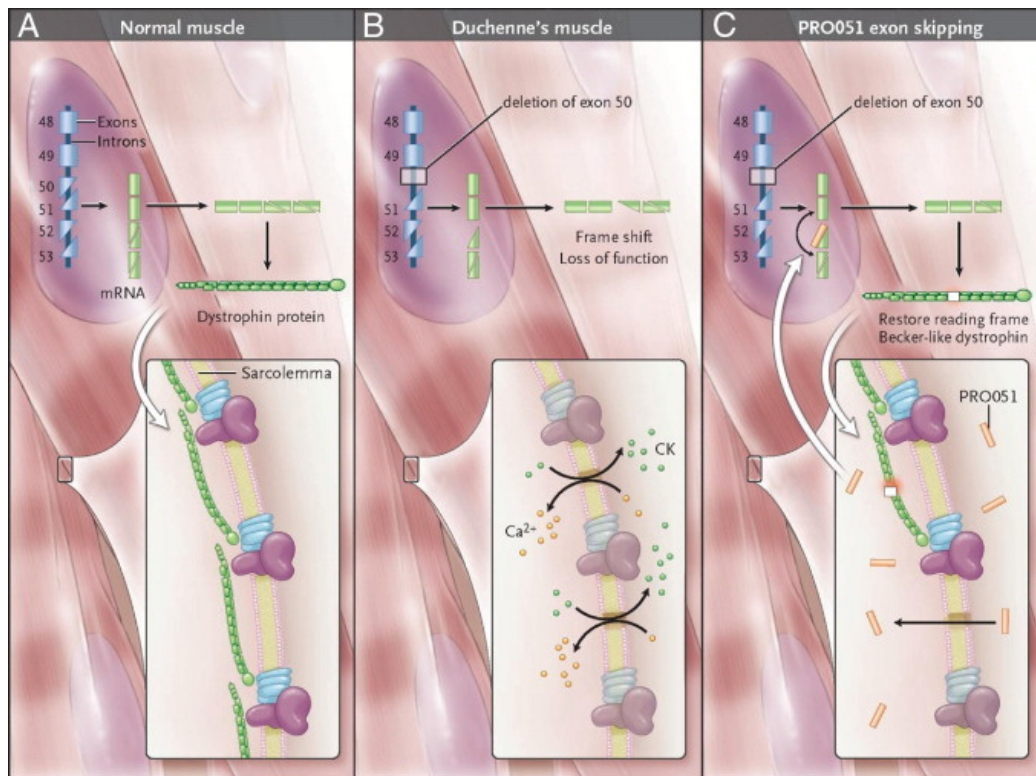 A
Normal muscle
48
Exons
Introns
49
50
51
52
53
mRNA
Dystrophin protein
Sarcolemma
B
Duchenne's muscle
deletion of exon 50
48
49
51
52
53
Frame shift
Loss of function
CK
Ca²⁺
C
PRO051 exon skipping
deletion of exon 50
48
49
51
52
53
Restore reading frame
Becker-like dystrophin
PRO051